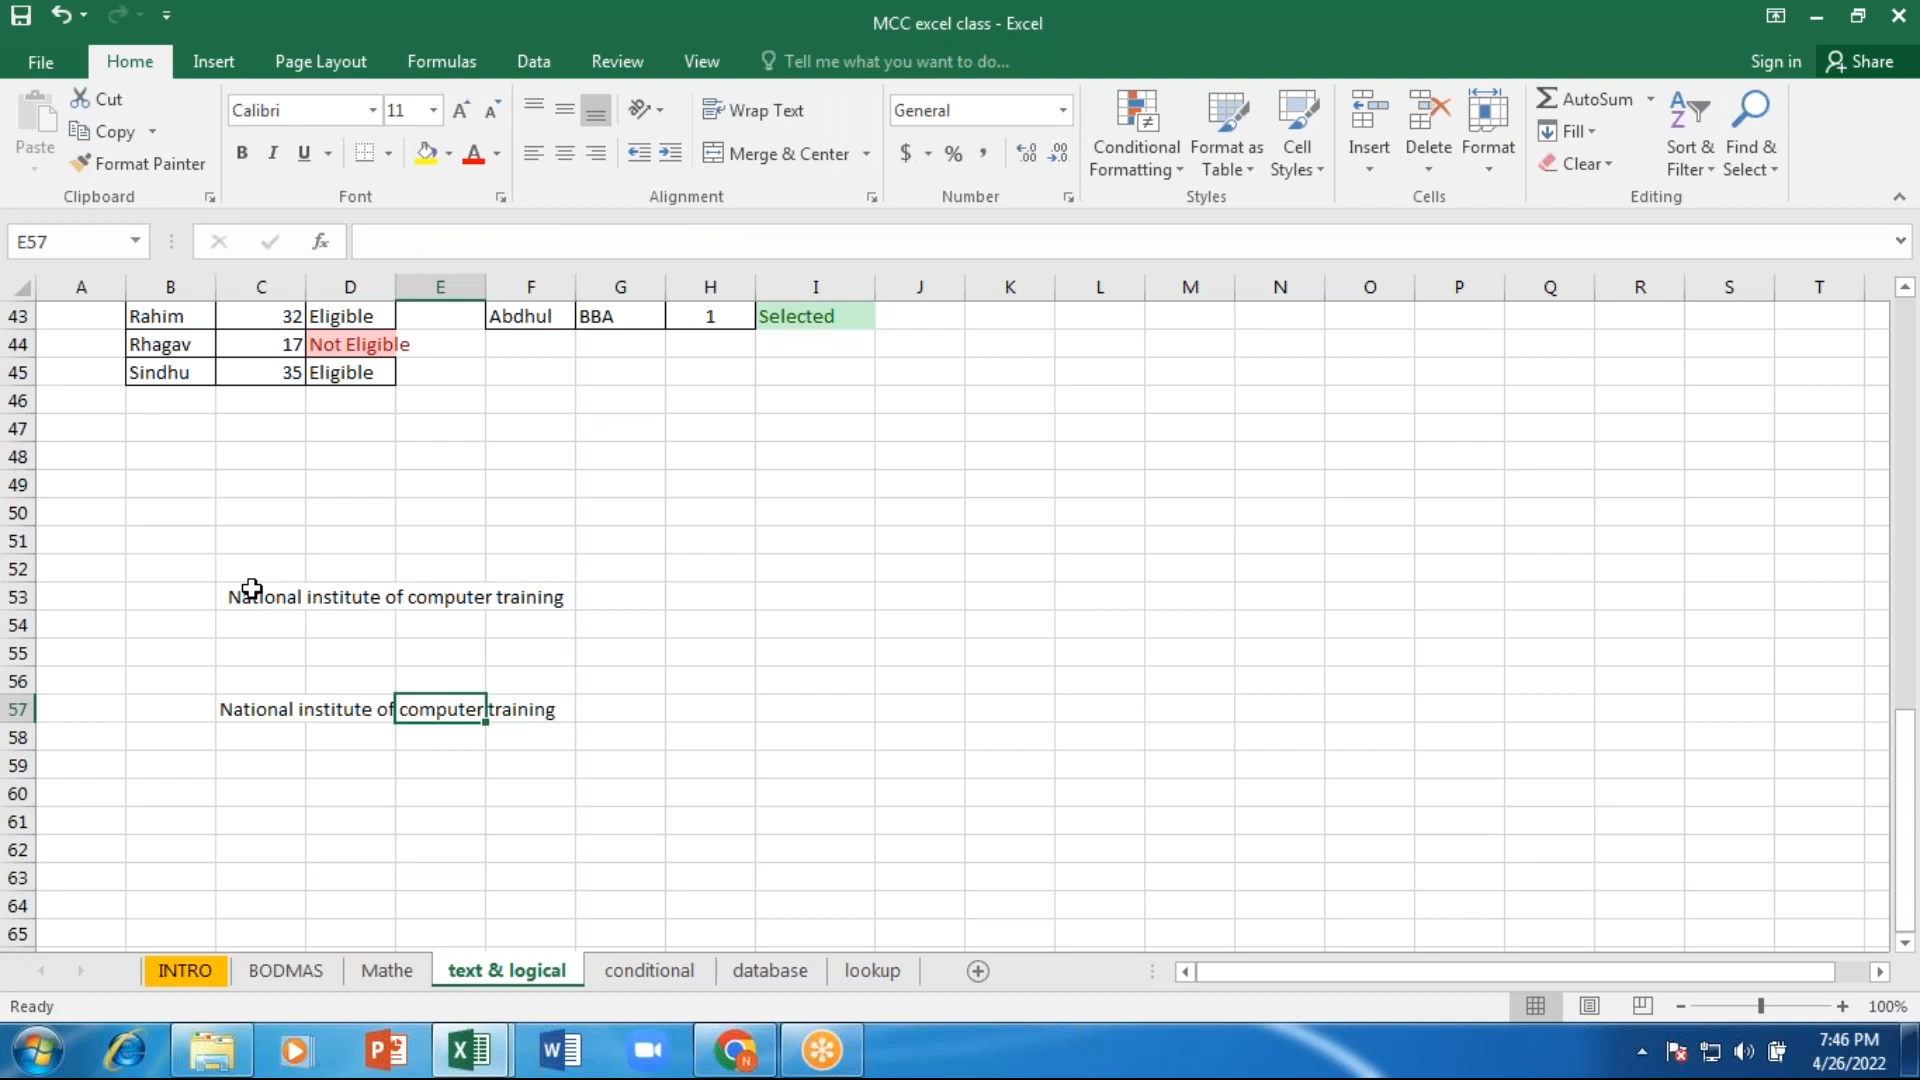 MCC excel class - Excel
File Home Insert Page Layout Formulas Data Review View Tell me what you want to do... Sign in Share
Paste Cut Copy Format Painter Clipboard
Calibri 11 A A B I U A Font
Wrap Text Merge & Center Alignment
General $ % , .00 .0 Number
Conditional Formatting Format as Table Cell Styles Styles
Insert Delete Format Cells
AutoSum Fill Clear Sort & Filter Find & Select Editing
E57 fx
A B C D E F G H I J K L M N O P Q R S T
43 Rahim 32 Eligible Abdhul BBA 1 Selected
44 Rhagav 17 Not Eligible
45 Sindhu 35 Eligible
46
47
48
49
50
51
52
53 National institute of computer training
54
55
56
57 National institute of computer training
58
59
60
61
62
63
64
65
INTRO BODMAS Mathe text & logical conditional database lookup
Ready 100%
7:46 PM
4/26/2022